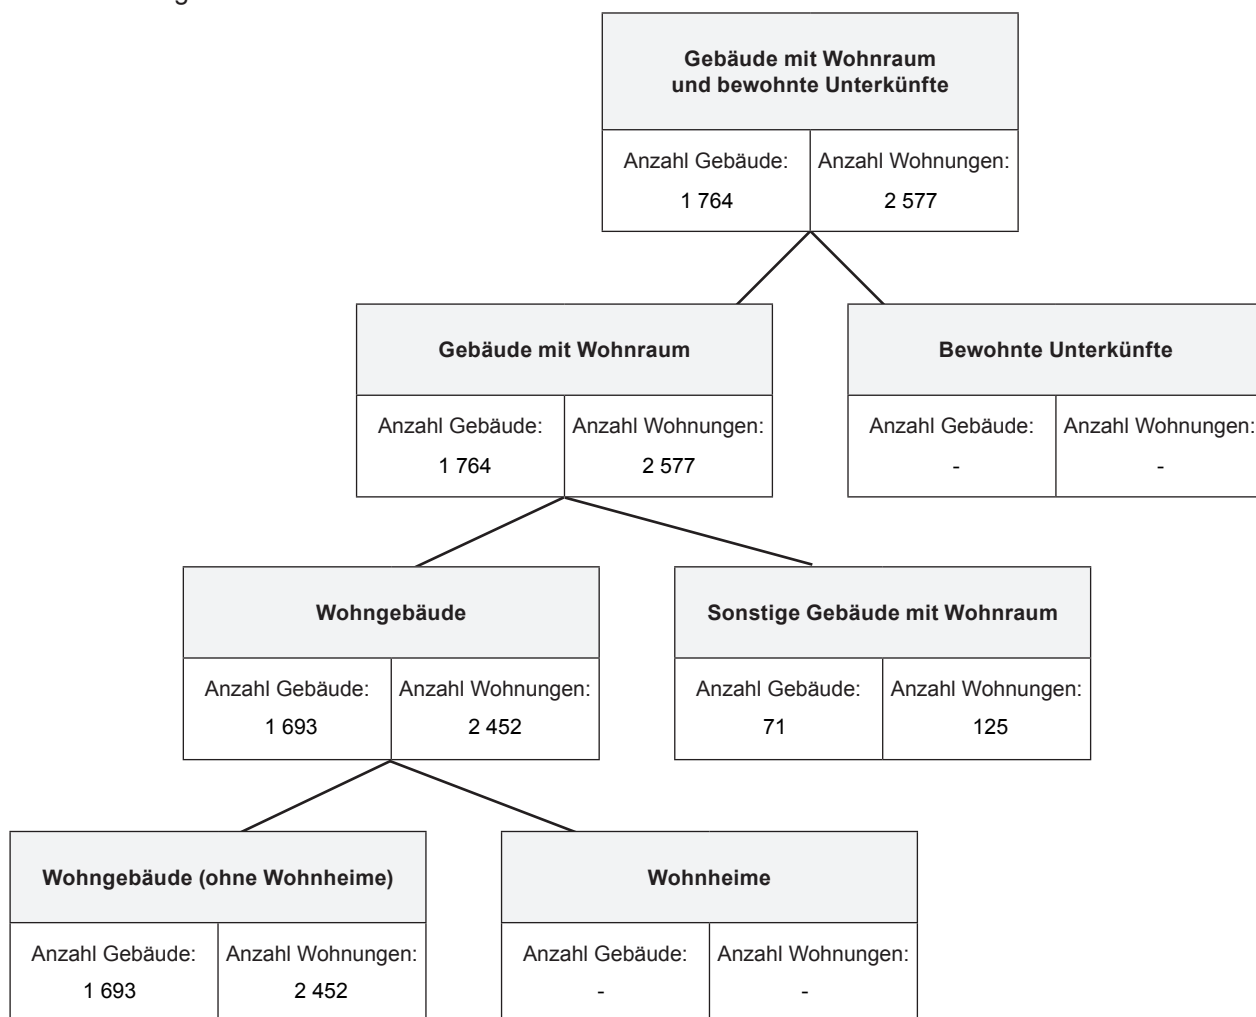 Gebäude mit Wohnraum
und bewohnte Unterkünfte
Anzahl Gebäude: Anzahl Wohnungen:
1 764 2 577
Gebäude mit Wohnraum
Anzahl Gebäude: Anzahl Wohnungen:
1 764 2 577
Bewohnte Unterkünfte
Anzahl Gebäude: Anzahl Wohnungen:
- -
Wohngebäude
Anzahl Gebäude: Anzahl Wohnungen:
1 693 2 452
Sonstige Gebäude mit Wohnraum
Anzahl Gebäude: Anzahl Wohnungen:
71 125
Wohngebäude (ohne Wohnheime)
Anzahl Gebäude: Anzahl Wohnungen:
1 693 2 452
Wohnheime
Anzahl Gebäude: Anzahl Wohnungen:
- -